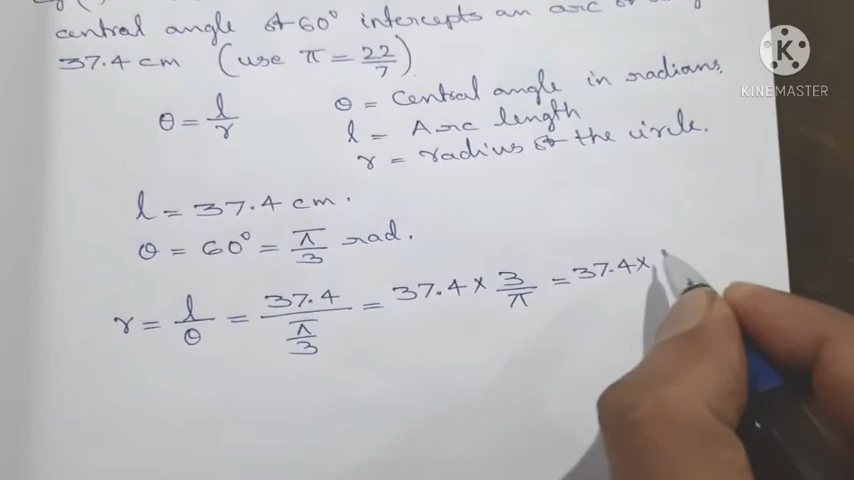 central angle of 60° intercepts an arc of
37.4 cm (use π = 22/7)
θ = l/r
θ = Central angle in radians.
l = Arc length
r = radius of the circle.
l = 37.4 cm.
θ = 60° = π/3 rad.
r = l/θ = 37.4/(π/3) = 37.4 × 3/π = 37.4 ×
K
KINEMASTER